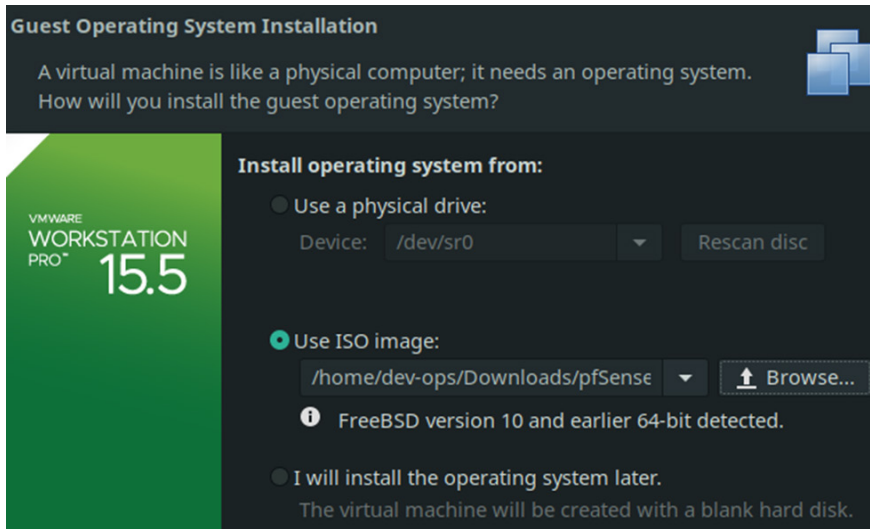 Guest Operating System Installation
A virtual machine is like a physical computer; it needs an operating system.
How will you install the guest operating system?
VMWARE
WORKSTATION
PRO™
15.5
Install operating system from:
Use a physical drive:
Device: /dev/sr0 Rescan disc
Use ISO image:
/home/dev-ops/Downloads/pfSense Browse...
FreeBSD version 10 and earlier 64-bit detected.
I will install the operating system later.
The virtual machine will be created with a blank hard disk.